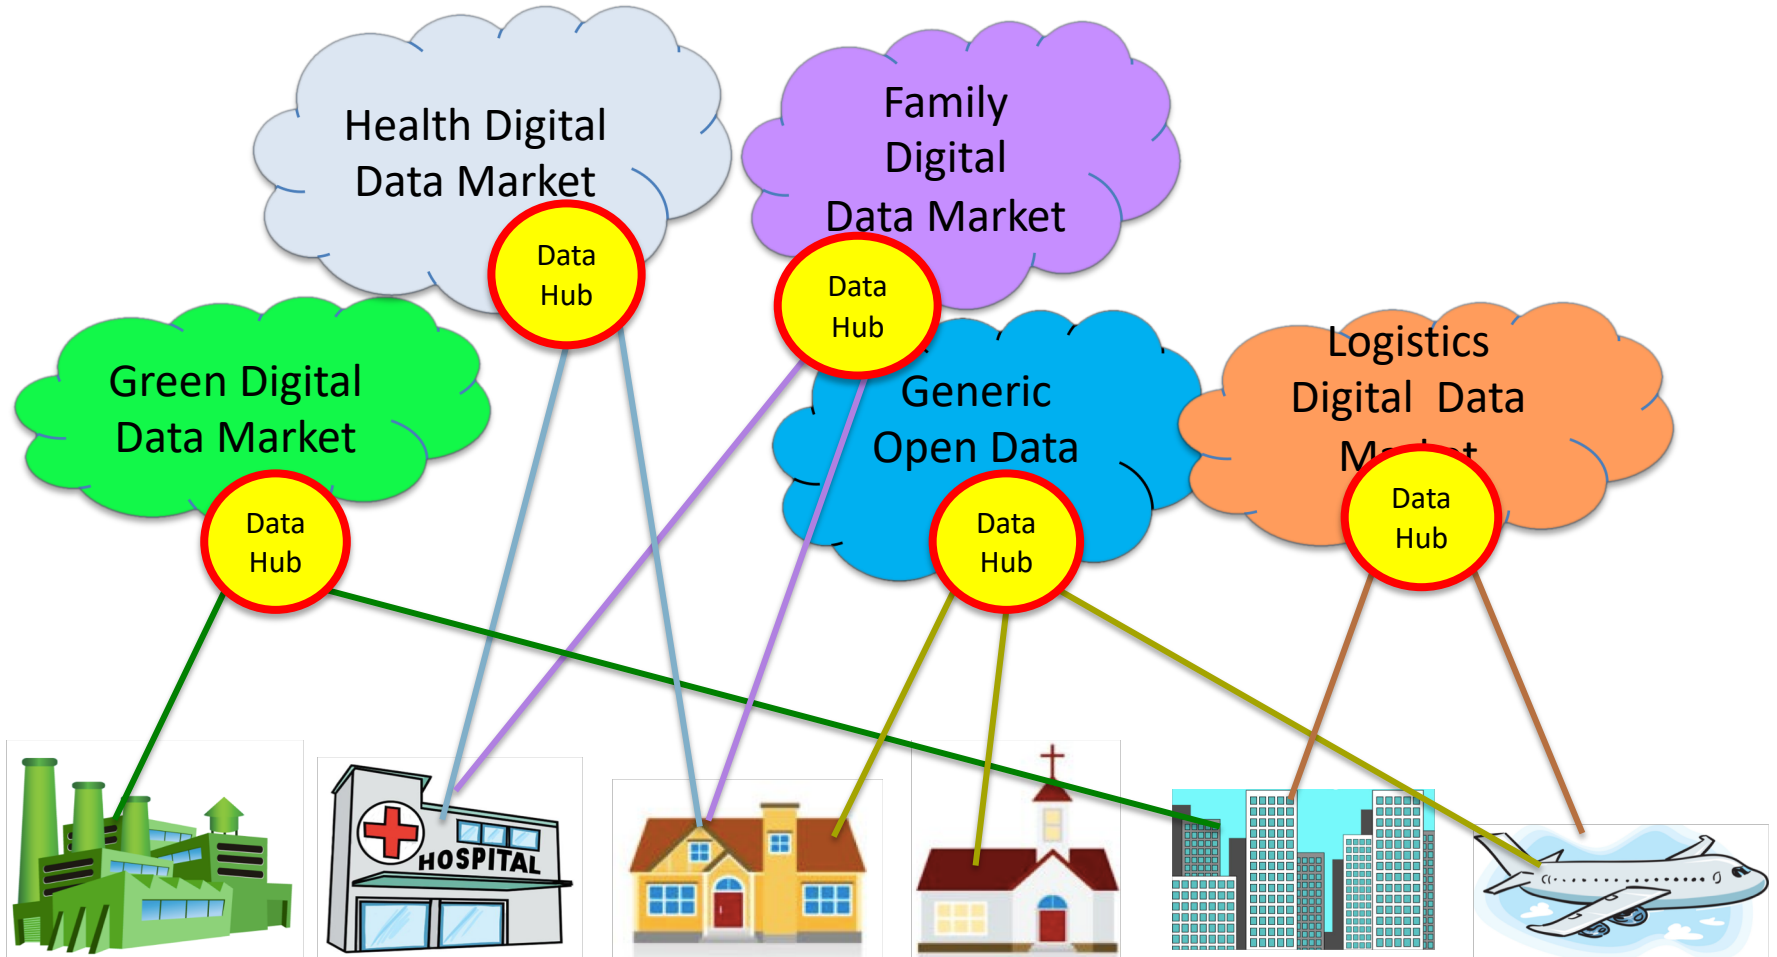 Health Digital
Data Market
Data
Hub
Family
Digital
Data Market
Data
Hub
Green Digital
Data Market
Data
Hub
Generic
Open Data
Data
Hub
Logistics
Digital  Data
Market
Data
Hub
HOSPITAL